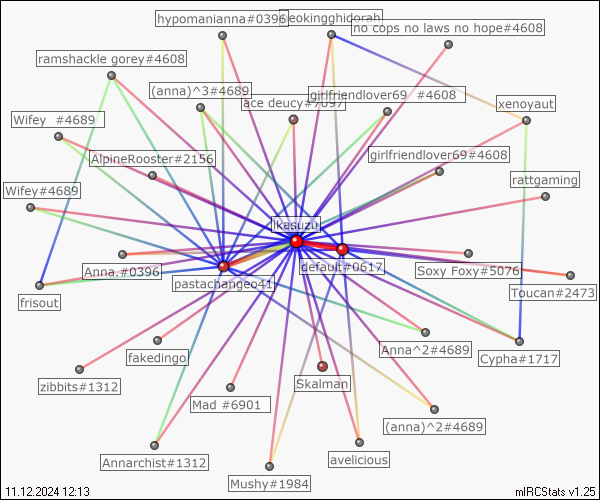 hypomanianna#0396
leokingghidorah
no cops no laws no hope#4608
ramshackle gorey#4608
(anna)^3#4689
ace deucy#7097
girlfriendlover69 #4608
xenoyaut
Wifey #4689
AlpineRooster#2156
girlfriendlover69#4608
Wifey#4689
rattgaming
ikasuzu
default#0617
Anna.#0396
pastachange041
Soxy Foxy#5076
Toucan#2473
frisout
fakedingo
Anna^2#4689
Cypha#1717
zibbits#1312
Skalman
Mad #6901
(anna)^2#4689
Annarchist#1312
avelicious
Mushy#1984
11.12.2024 12:13
mIRCStats v1.25